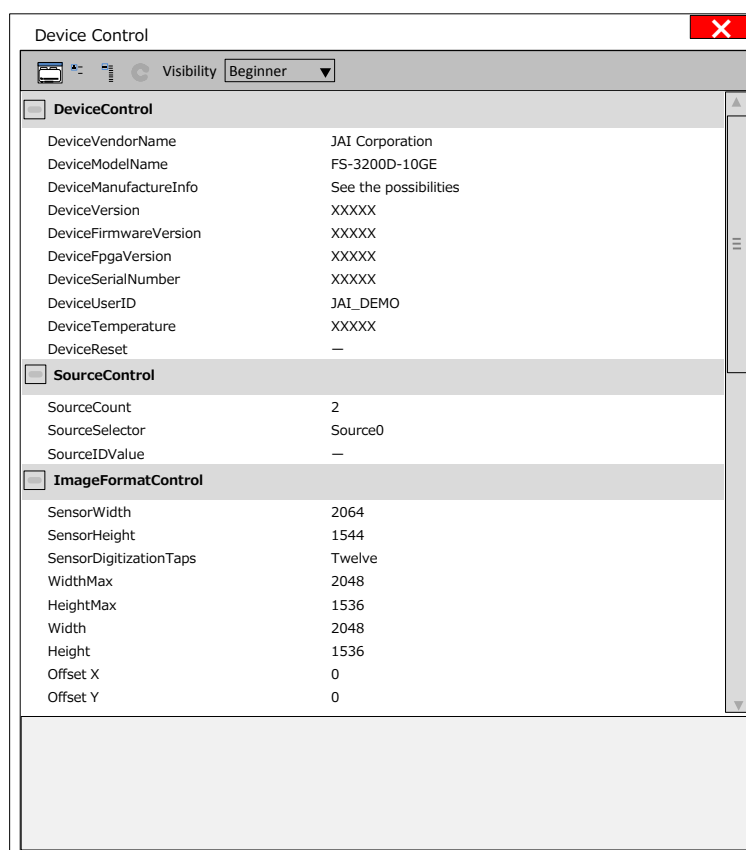 Device Control
Visibility Beginner
DeviceControl
DeviceVendorName JAI Corporation
DeviceModelName FS-3200D-10GE
DeviceManufactureInfo See the possibilities
DeviceVersion XXXXX
DeviceFirmwareVersion XXXXX
DeviceFpgaVersion XXXXX
DeviceSerialNumber XXXXX
DeviceUserID JAI_DEMO
DeviceTemperature XXXXX
DeviceReset —
SourceControl
SourceCount 2
SourceSelector Source0
SourceIDValue —
ImageFormatControl
SensorWidth 2064
SensorHeight 1544
SensorDigitizationTaps Twelve
WidthMax 2048
HeightMax 1536
Width 2048
Height 1536
Offset X 0
Offset Y 0